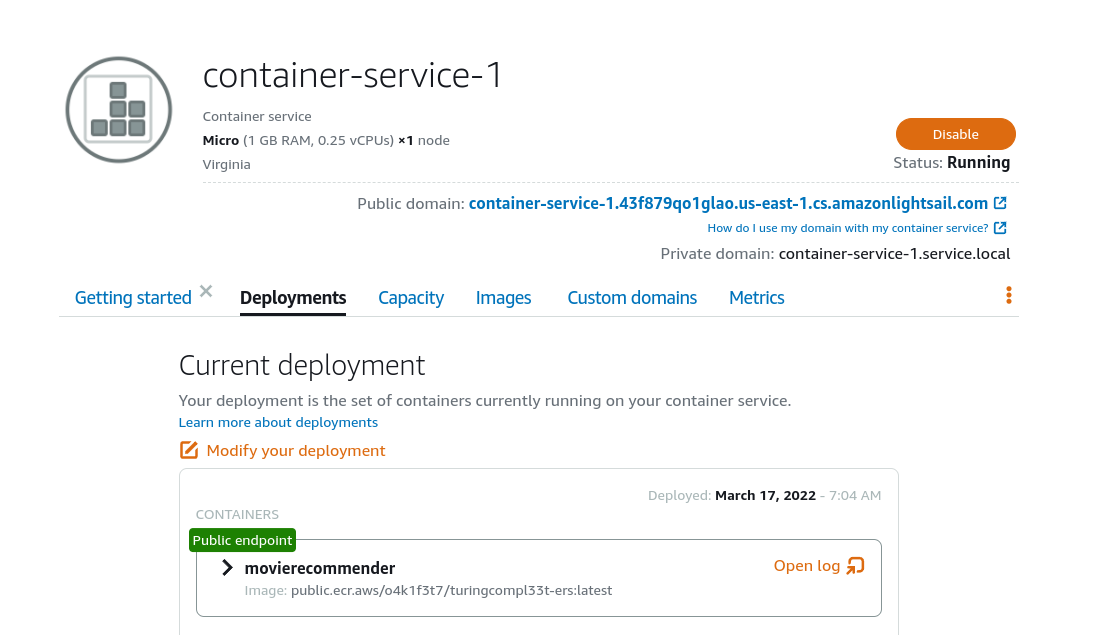 container-service-1
Container service
Micro (1 GB RAM, 0.25 vCPUs) ×1 node
Virginia
Disable
Status: Running
Public domain: container-service-1.43f879qo1glao.us-east-1.cs.amazonlightsail.com
How do I use my domain with my container service?
Private domain: container-service-1.service.local
Getting started Deployments Capacity Images Custom domains Metrics
Current deployment
Your deployment is the set of containers currently running on your container service.
Learn more about deployments
Modify your deployment
Deployed: March 17, 2022 - 7:04 AM
CONTAINERS
Public endpoint
movierecommender
Open log
Image: public.ecr.aws/o4k1f3t7/turingcompl33t-ers:latest